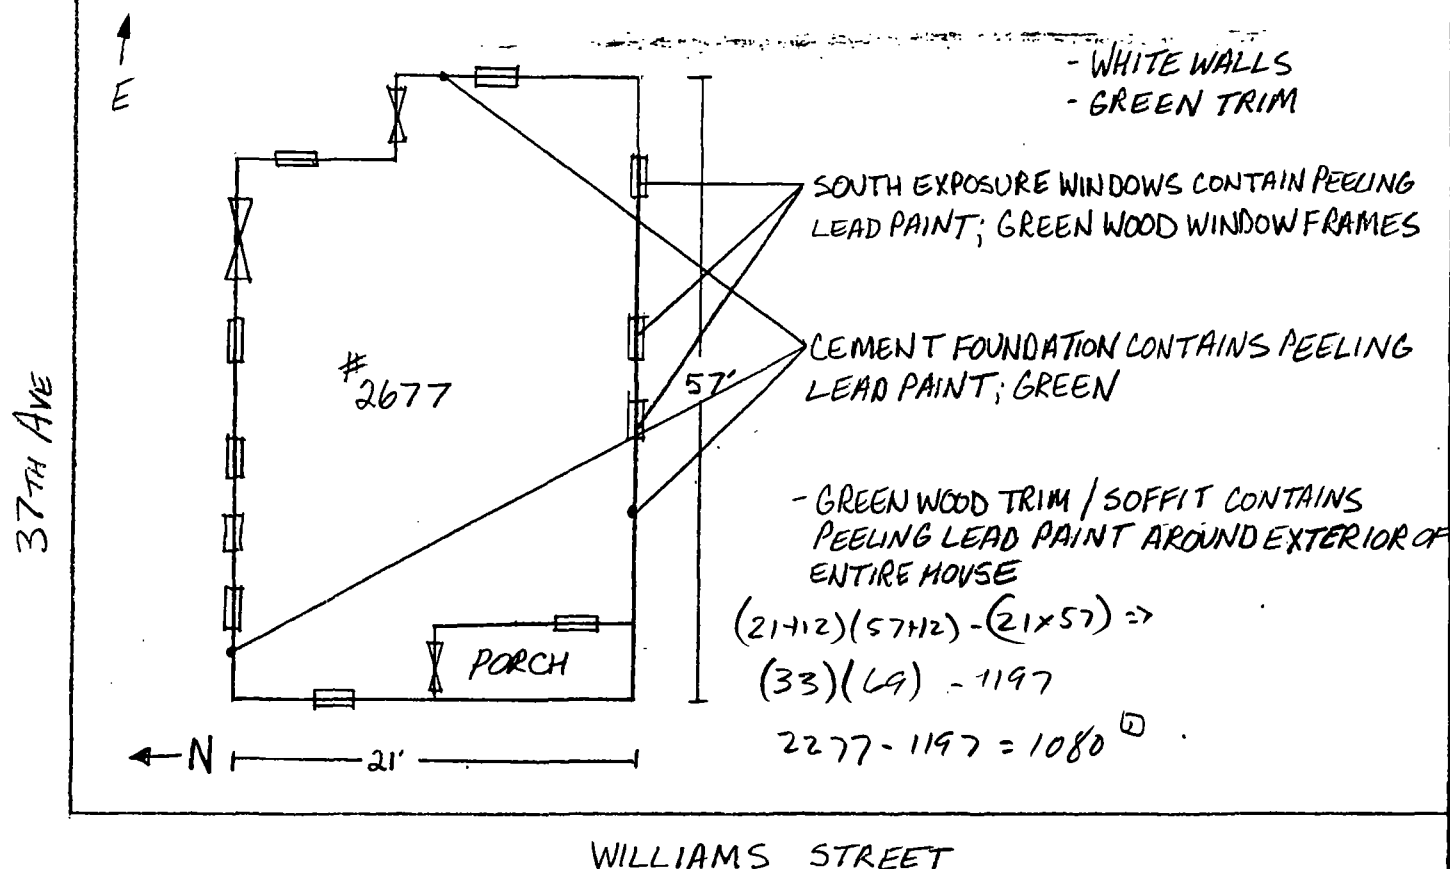 E
- WHITE WALLS
- GREEN TRIM
SOUTH EXPOSURE WINDOWS CONTAIN PEELING
LEAD PAINT; GREEN WOOD WINDOW FRAMES
CEMENT FOUNDATION CONTAINS PEELING
LEAD PAINT; GREEN
57'
#2677
37TH AVE
- GREEN WOOD TRIM / SOFFIT CONTAINS
PEELING LEAD PAINT AROUND EXTERIOR OF
ENTIRE HOUSE
(21+12)(57+12) - (21x57) =>
(33)(69) - 1197
2277 - 1197 = 1080
PORCH
N
21'
WILLIAMS STREET